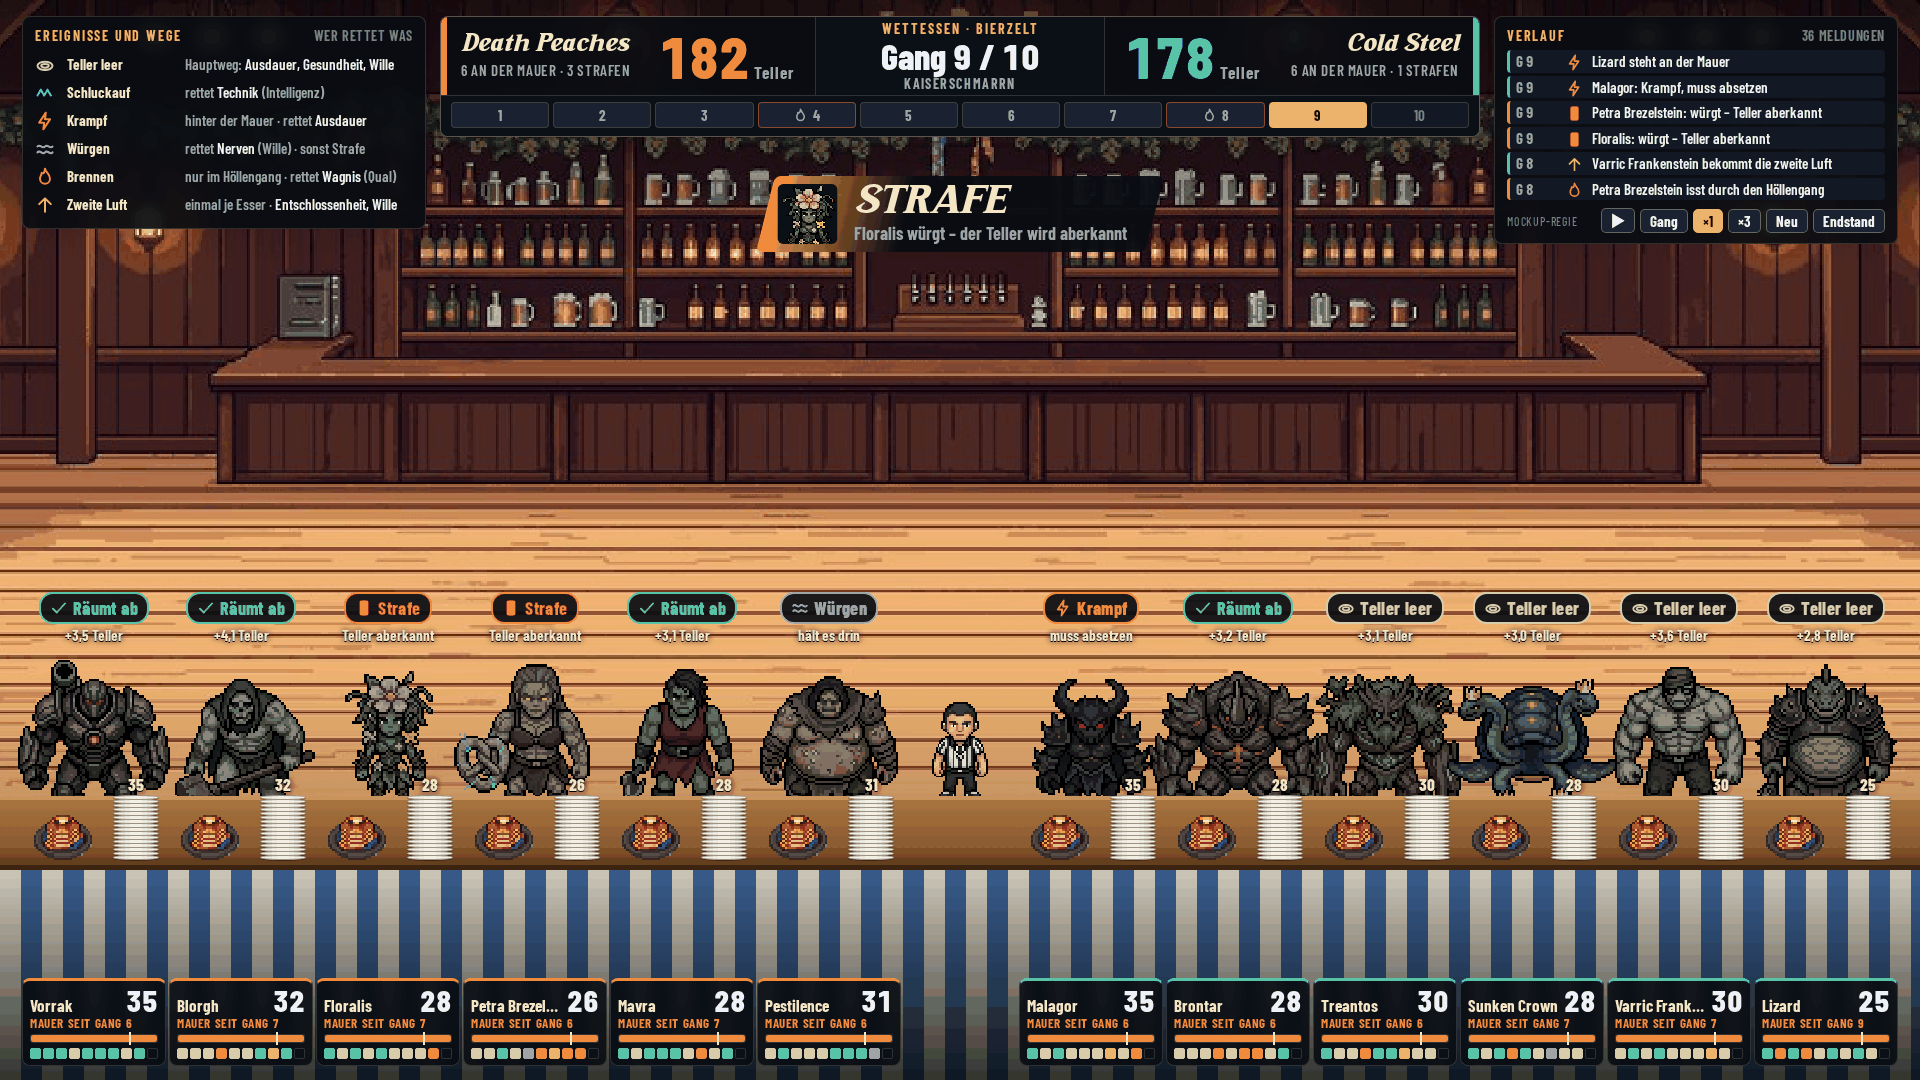 EREIGNISSE UND WEGE WER RETTET WAS
Teller leer Hauptweg: Ausdauer, Gesundheit, Wille
Schluckauf rettet Technik (Intelligenz)
Krampf hinter der Mauer · rettet Ausdauer
Würgen rettet Nerven (Wille) · sonst Strafe
Brennen nur im Höllengang · rettet Wagnis (Qual)
Zweite Luft einmal je Esser · Entschlossenheit, Wille
Death Peaches
6 AN DER MAUER · 3 STRAFEN
182 Teller
WETTESSEN · BIERZELT
Gang 9 / 10
KAISERSCHMARRN
178 Teller
Cold Steel
6 AN DER MAUER · 1 STRAFEN
1 2 3 4 5 6 7 8 9 10
VERLAUF 36 MELDUNGEN
G 9 Lizard steht an der Mauer
G 9 Malagor: Krampf, muss absetzen
G 9 Petra Brezelstein: würgt – Teller aberkannt
G 9 Floralis: würgt – Teller aberkannt
G 8 Varric Frankenstein bekommt die zweite Luft
G 8 Petra Brezelstein isst durch den Höllengang
MOCKUP-REGIE Gang ×1 ×3 Neu Endstand
STRAFE
Floralis würgt – der Teller wird aberkannt
Räumt ab Räumt ab Strafe Strafe Räumt ab Würgen Krampf Räumt ab Teller leer Teller leer Teller leer Teller leer
+3,5 Teller +4,1 Teller Teller aberkannt Teller aberkannt +3,1 Teller hält es drin muss absetzen +3,2 Teller +3,1 Teller +3,0 Teller +3,6 Teller +2,8 Teller
35 32 28 26 28 31 35 28 30 28 30 25
Vorrak 35 Blorgh 32 Floralis 28 Petra Brezel... 26 Mavra 28 Pestilence 31 Malagor 35 Brontar 28 Treantos 30 Sunken Crown 28 Varric Frank... 30 Lizard 25
MAUER SEIT GANG 6 MAUER SEIT GANG 7 MAUER SEIT GANG 7 MAUER SEIT GANG 6 MAUER SEIT GANG 7 MAUER SEIT GANG 6 MAUER SEIT GANG 6 MAUER SEIT GANG 6 MAUER SEIT GANG 6 MAUER SEIT GANG 7 MAUER SEIT GANG 7 MAUER SEIT GANG 9